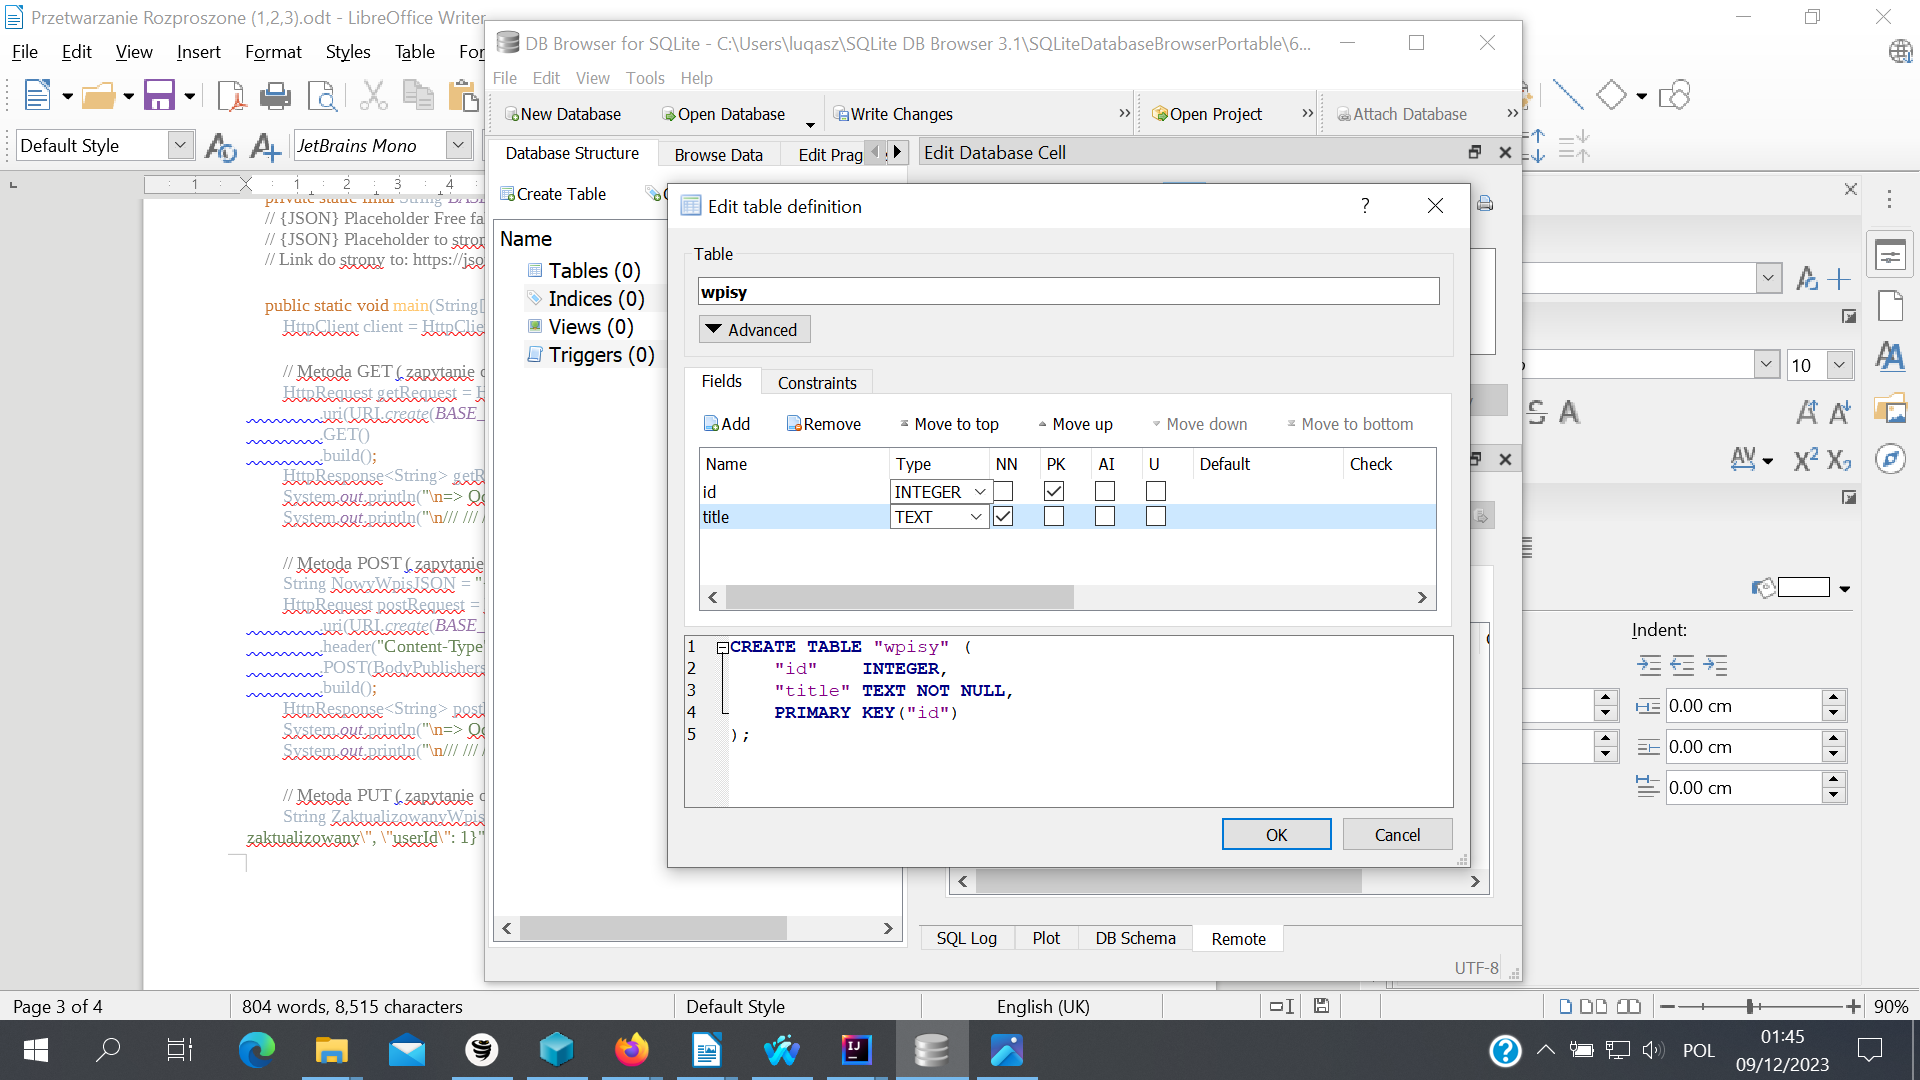 Przetwarzanie Rozproszone (1,2,3).odt - LibreOffice Writer
File Edit View Insert Format Styles Table
Default Style
JetBrains Mono
1 1 2 3 4
private static final String
// {JSON} Placeholder Free
// {JSON} Placeholder to
// Link do strony to:
public static void main(String[
HttpClient client =
// Metoda GET ( zapytanie
HttpRequest getRequest =
.uri(URI.create(BASE_
.GET()
.build();
HttpResponse<String>
System.out.println("\n=>
System.out.println("\n/// ///
// Metoda POST ( zapytanie
String NowyWpisJSON = "
HttpRequest postRequest =
.uri(URI.create(BASE_
.header("Content-Type"
.POST(BodyPublishers
.build();
HttpResponse<String>
System.out.println("\n=>
System.out.println("\n/// ///
// Metoda PUT ( zapytanie
String
zaktualizowany\", \"userId\": 1}"
DB Browser for SQLite - C:\Users\luqasz\SQLite DB Browser 3.1\SQLiteDatabaseBrowserPortable\6...
File Edit View Tools Help
New Database Open Database Write Changes Open Project Attach Database
Database Structure Browse Data Edit
Create Table
Name
Tables (0)
Indices (0)
Views (0)
Triggers (0)
Edit Database Cell
Edit table definition
Table
wpisy
Advanced
Fields Constraints
Add Remove Move to top Move up Move down Move to bottom
Name Type NN PK AI U Default Check
id INTEGER
title TEXT
1 CREATE TABLE "wpisy" (
2 "id" INTEGER,
3 "title" TEXT NOT NULL,
4 PRIMARY KEY("id")
5 );
OK Cancel
SQL Log Plot DB Schema Remote
UTF-8
10
Indent:
0.00 cm
0.00 cm
0.00 cm
Page 3 of 4 804 words, 8,515 characters Default Style English (UK) 90%
POL
01:45
09/12/2023